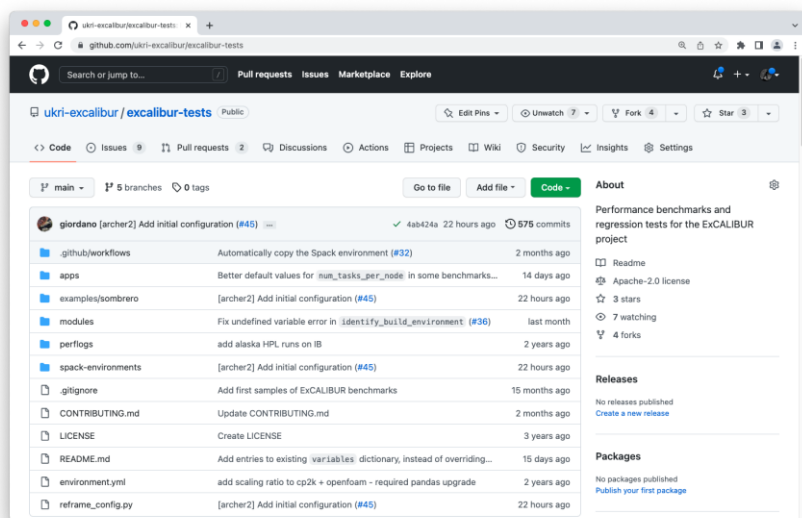 ukri-excalibur/excalibur-tests
github.com/ukri-excalibur/excalibur-tests
Search or jump to... / Pull requests Issues Marketplace Explore
ukri-excalibur / excalibur-tests Public Edit Pins Unwatch 7 Fork 4 Star 3
Code Issues 9 Pull requests 2 Discussions Actions Projects Wiki Security Insights Settings
main 5 branches 0 tags Go to file Add file Code
giordano [archer2] Add initial configuration (#45) ... 4ab424a 22 hours ago 575 commits
.github/workflows Automatically copy the Spack environment (#32) 2 months ago
apps Better default values for num_tasks_per_node in some benchmarks... 14 days ago
examples/sombrero [archer2] Add initial configuration (#45) 22 hours ago
modules Fix undefined variable error in identify_build_environment (#36) last month
perflogs add alaska HPL runs on IB 2 years ago
spack-environments [archer2] Add initial configuration (#45) 22 hours ago
.gitignore Add first samples of ExCALIBUR benchmarks 15 months ago
CONTRIBUTING.md Update CONTRIBUTING.md 2 months ago
LICENSE Create LICENSE 3 years ago
README.md Add entries to existing variables dictionary, instead of overriding... 15 days ago
environment.yml add scaling ratio to cp2k + openfoam - required pandas upgrade 2 years ago
reframe_config.py [archer2] Add initial configuration (#45) 22 hours ago
About
Performance benchmarks and
regression tests for the ExCALIBUR
project
Readme
Apache-2.0 license
3 stars
7 watching
4 forks
Releases
No releases published
Create a new release
Packages
No packages published
Publish your first package